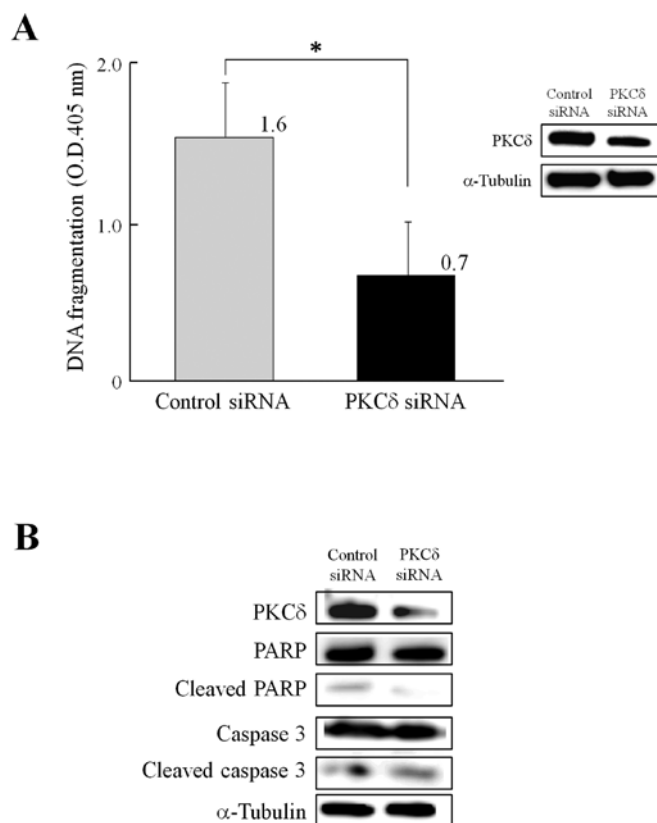 A
*
2.0
1.6
1.0
0.7
0
DNA fragmentation (O.D.405 nm)
Control siRNA
PKCδ siRNA
Control
siRNA
PKCδ
siRNA
PKCδ
α-Tubulin
B
Control
siRNA
PKCδ
siRNA
PKCδ
PARP
Cleaved PARP
Caspase 3
Cleaved caspase 3
α-Tubulin